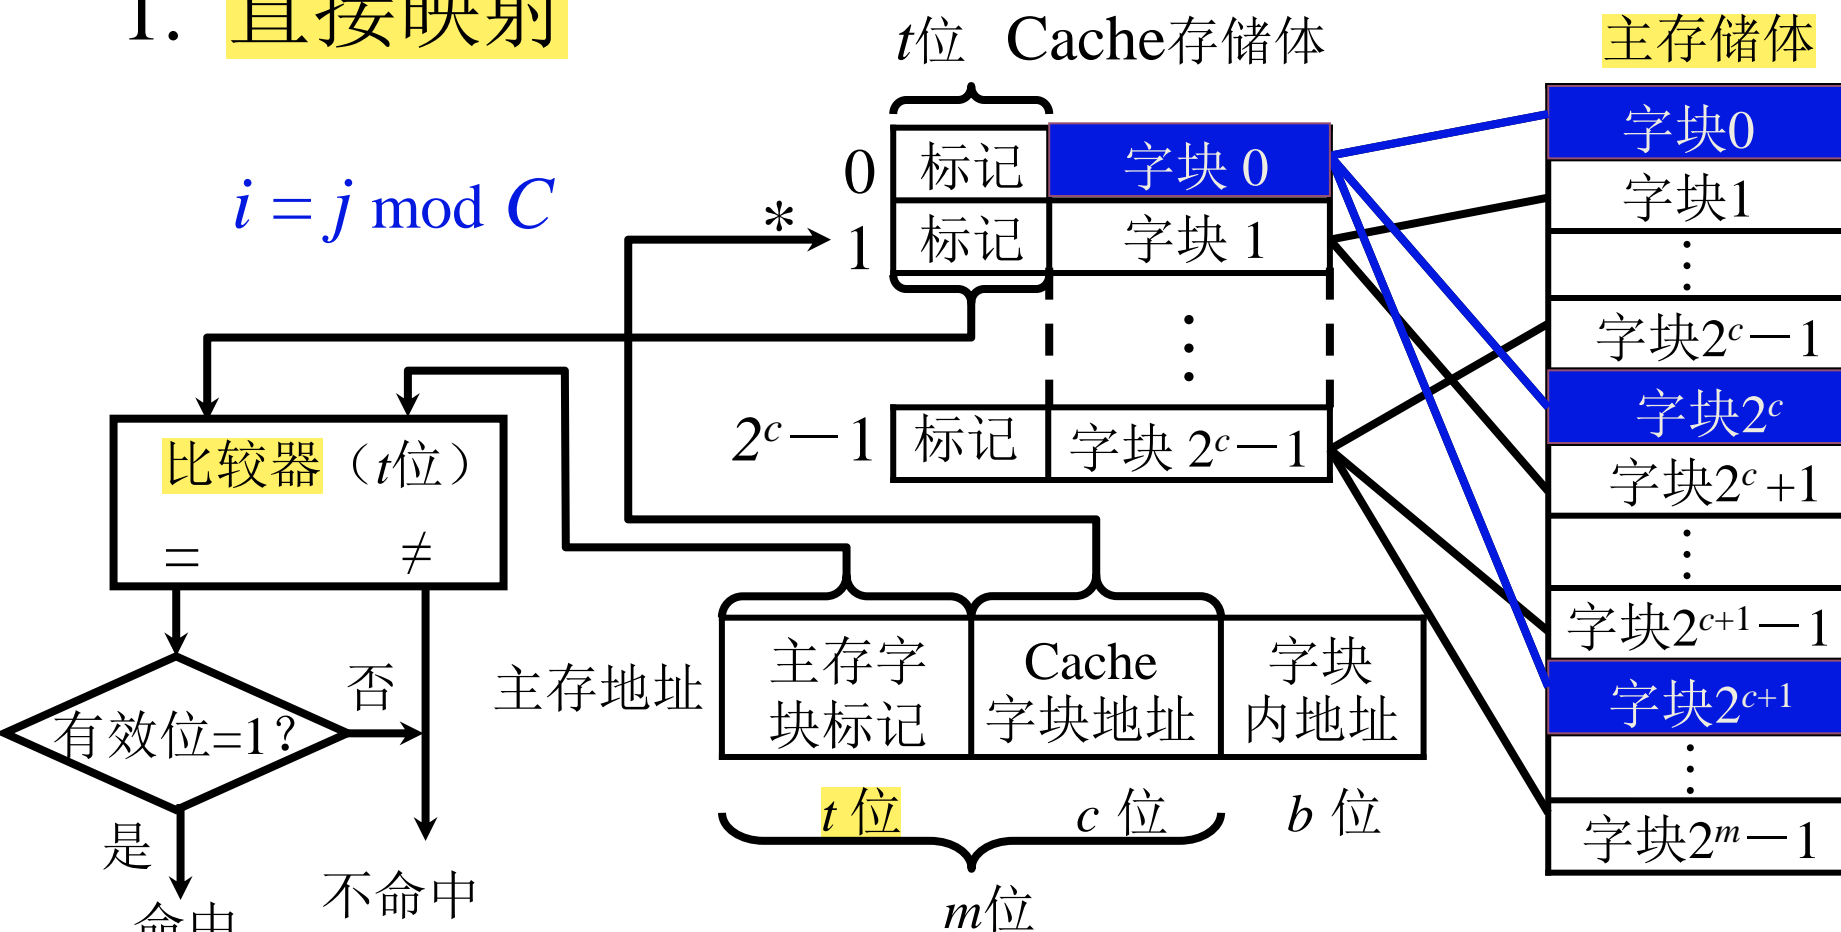 1. 直接映射
t位 Cache存储体
主存储体
i = j mod C
0 标记 字块 0
* 1 标记 字块 1
⋮
2ᶜ－1 标记 字块 2ᶜ－1
字块0
字块1
⋮
字块2ᶜ－1
字块2ᶜ
字块2ᶜ+1
⋮
字块2ᶜ⁺¹－1
字块2ᶜ⁺¹
⋮
字块2ᵐ－1
比较器（t位）
= ≠
有效位=1？
否
是
命中
不命中
主存地址
主存字
块标记
Cache
字块地址
字块
内地址
t 位 c 位 b 位
m位